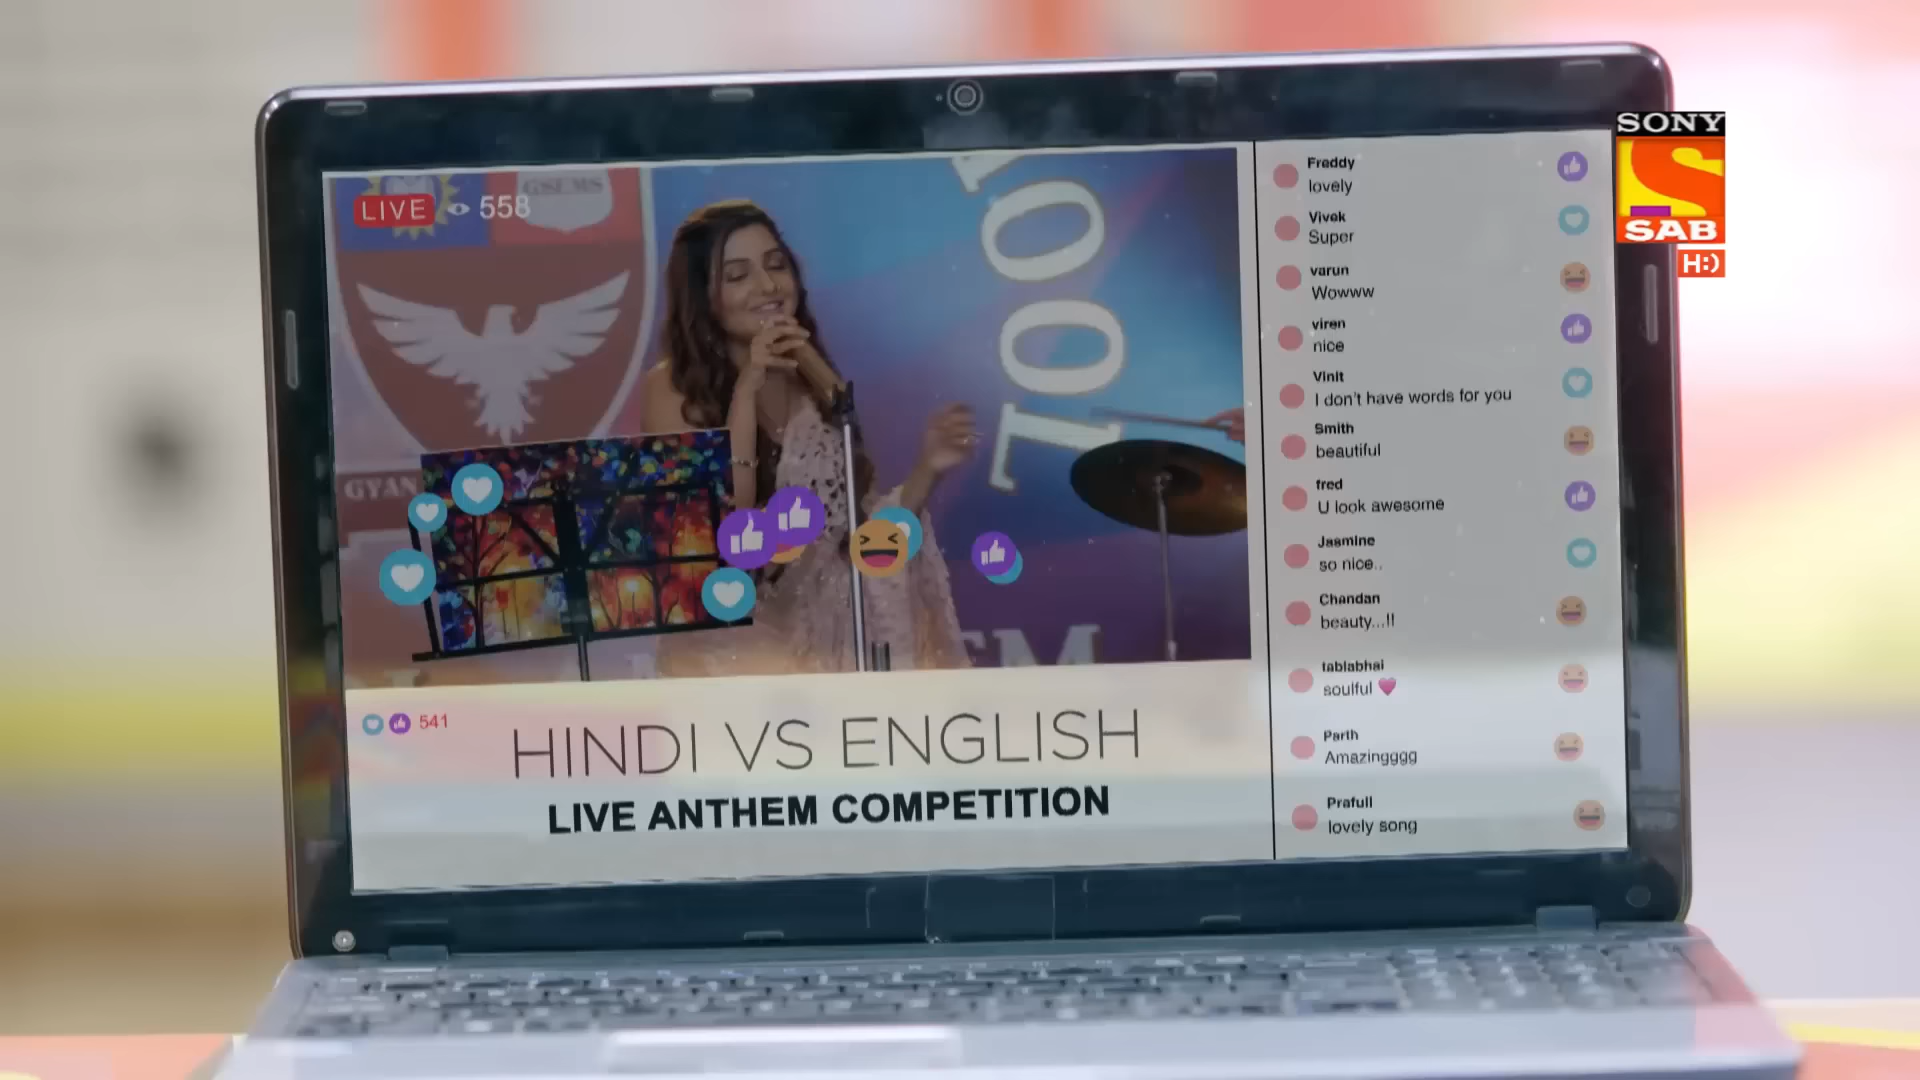 SONY
SAB
H:)
LIVE 558
GSEMS
GYAN
541
HINDI VS ENGLISH
LIVE ANTHEM COMPETITION
Freddy
lovely
Vivek
Super
varun
Wowww
viren
nice
Vinit
I don't have words for you
Smith
beautiful
fred
U look awesome
Jasmine
so nice..
Chandan
beauty...!!
tablabhai
soulful
Parth
Amazingggg
Prafull
lovely song